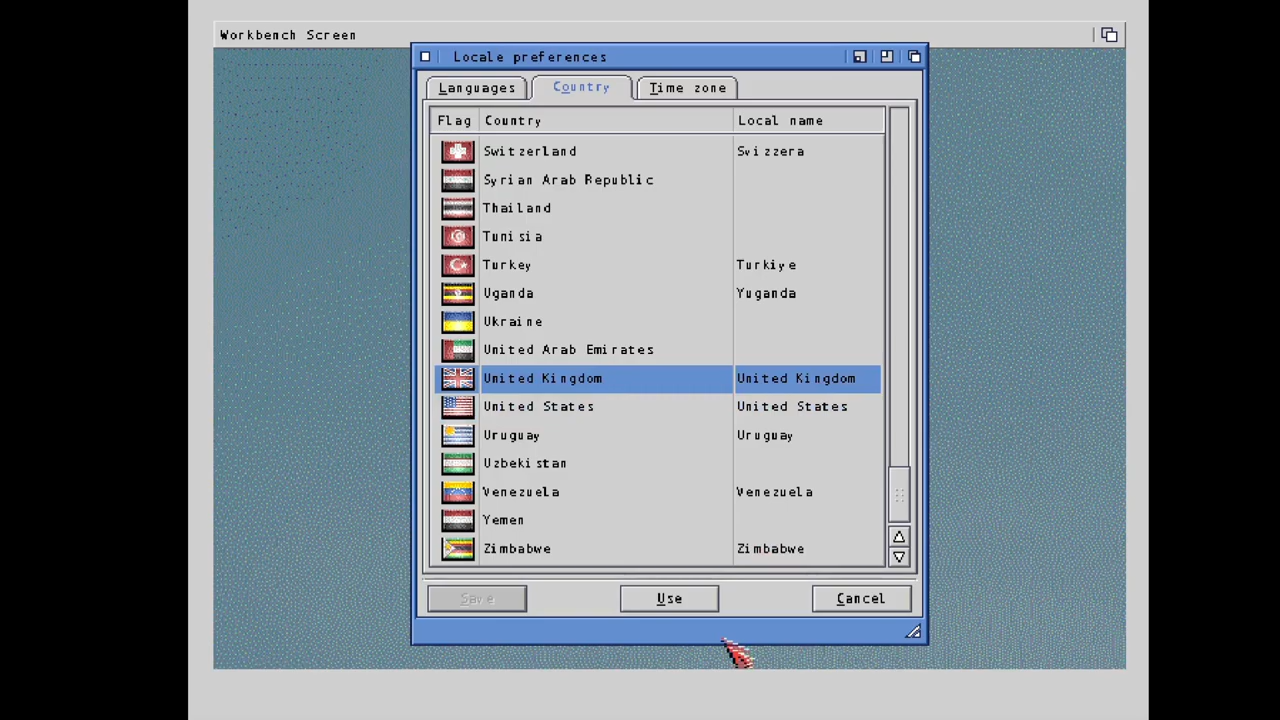 Workbench Screen
Locale preferences
Languages Country Time zone
Flag Country Local name
Switzerland Svizzera
Syrian Arab Republic
Thailand
Tunisia
Turkey Turkiye
Uganda Yuganda
Ukraine
United Arab Emirates
United Kingdom United Kingdom
United States United States
Uruguay Uruguay
Uzbekistan
Venezuela Venezuela
Yemen
Zimbabwe Zimbabwe
Save Use Cancel